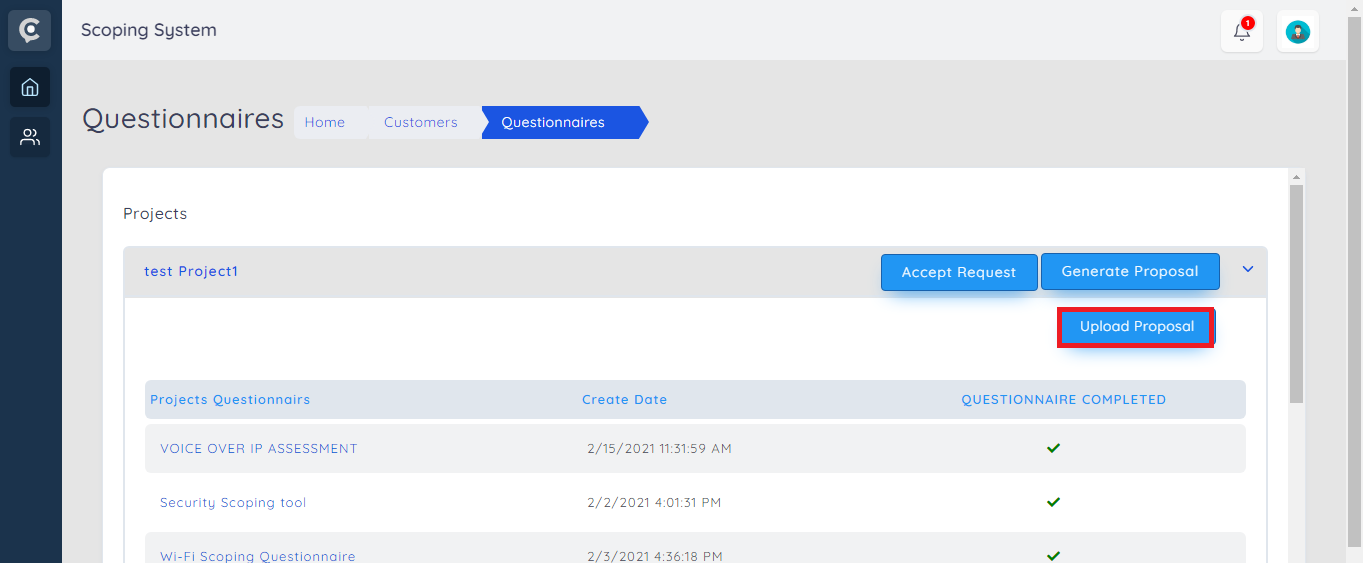 Scoping System
1
Questionnaires
Home
Customers
Questionnaires
Projects
test Project1
Accept Request
Generate Proposal
Upload Proposal
Projects Questionnairs
Create Date
QUESTIONNAIRE COMPLETED
VOICE OVER IP ASSESSMENT
2/15/2021 11:31:59 AM
Security Scoping tool
2/2/2021 4:01:31 PM
Wi-Fi Scoping Questionnaire
2/3/2021 4:36:18 PM